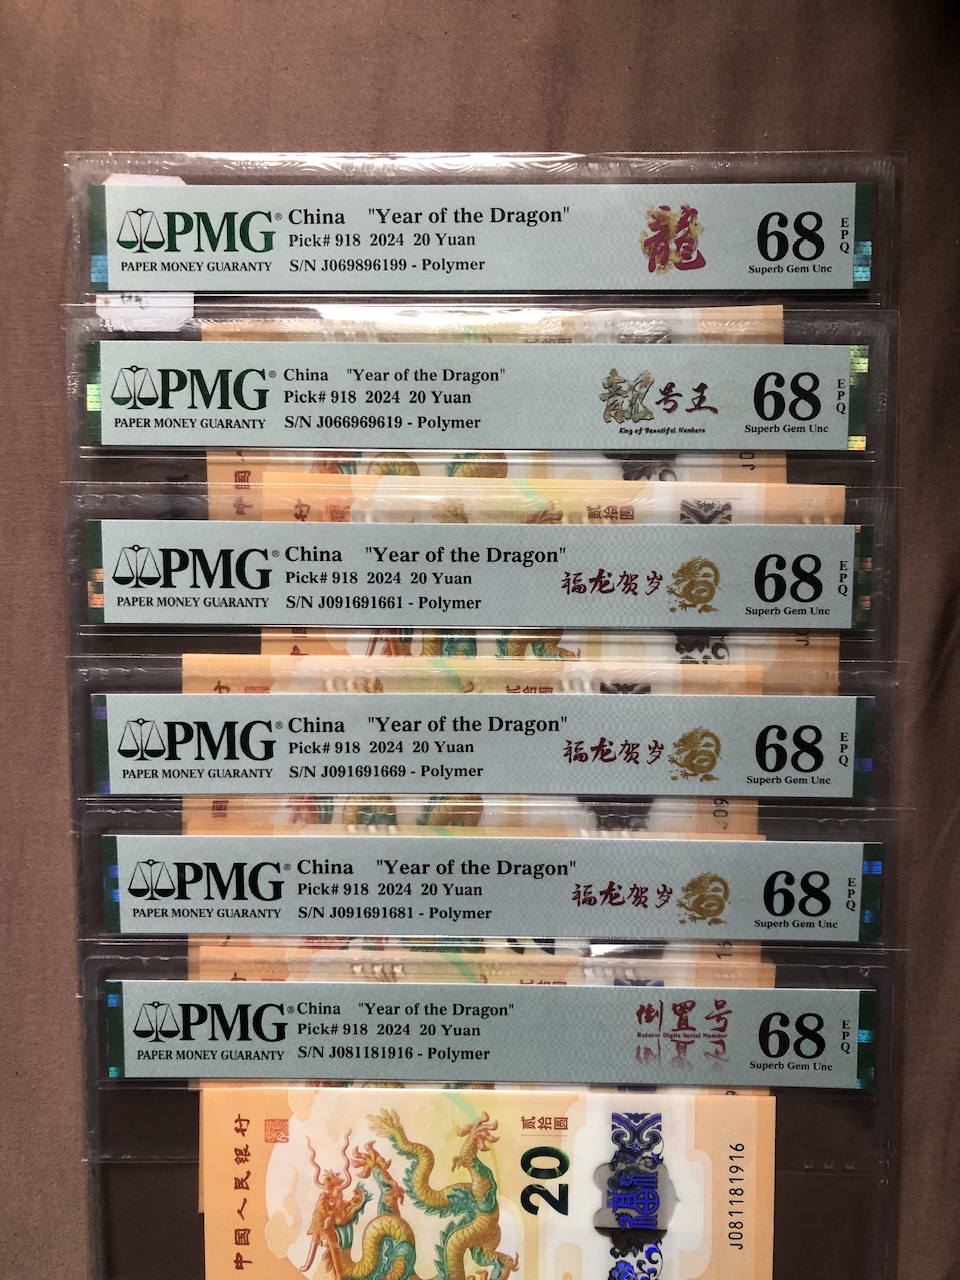 PMG®
PAPER MONEY GUARANTY
China "Year of the Dragon"
Pick# 918 2024 20 Yuan
S/N J069896199 - Polymer
龍
68
EPQ
Superb Gem Unc
PMG®
PAPER MONEY GUARANTY
China "Year of the Dragon"
Pick# 918 2024 20 Yuan
S/N J066969619 - Polymer
靓号王
King of Beautiful Numbers
68
EPQ
Superb Gem Unc
J0
中国
贰拾圆
PMG®
PAPER MONEY GUARANTY
China "Year of the Dragon"
Pick# 918 2024 20 Yuan
S/N J091691661 - Polymer
福龙贺岁
68
EPQ
Superb Gem Unc
PMG®
PAPER MONEY GUARANTY
China "Year of the Dragon"
Pick# 918 2024 20 Yuan
S/N J091691669 - Polymer
福龙贺岁
68
EPQ
Superb Gem Unc
J09
PMG®
PAPER MONEY GUARANTY
China "Year of the Dragon"
Pick# 918 2024 20 Yuan
S/N J091691681 - Polymer
福龙贺岁
68
EPQ
Superb Gem Unc
PMG®
PAPER MONEY GUARANTY
China "Year of the Dragon"
Pick# 918 2024 20 Yuan
S/N J081181916 - Polymer
倒置号
Rotator Digits Serial Number
68
EPQ
Superb Gem Unc
中国人民银行
贰拾圆
20
福
J081181916